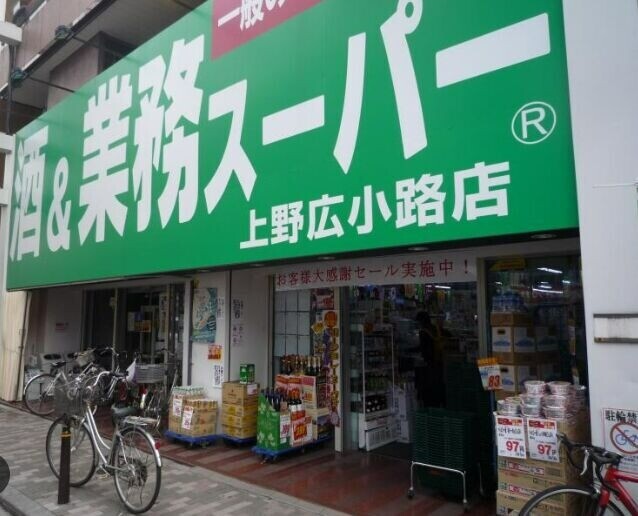 一般の
酒&業務スーパー®
上野広小路店
お客様大感謝セール実施中!
83
97
97
駐輪禁